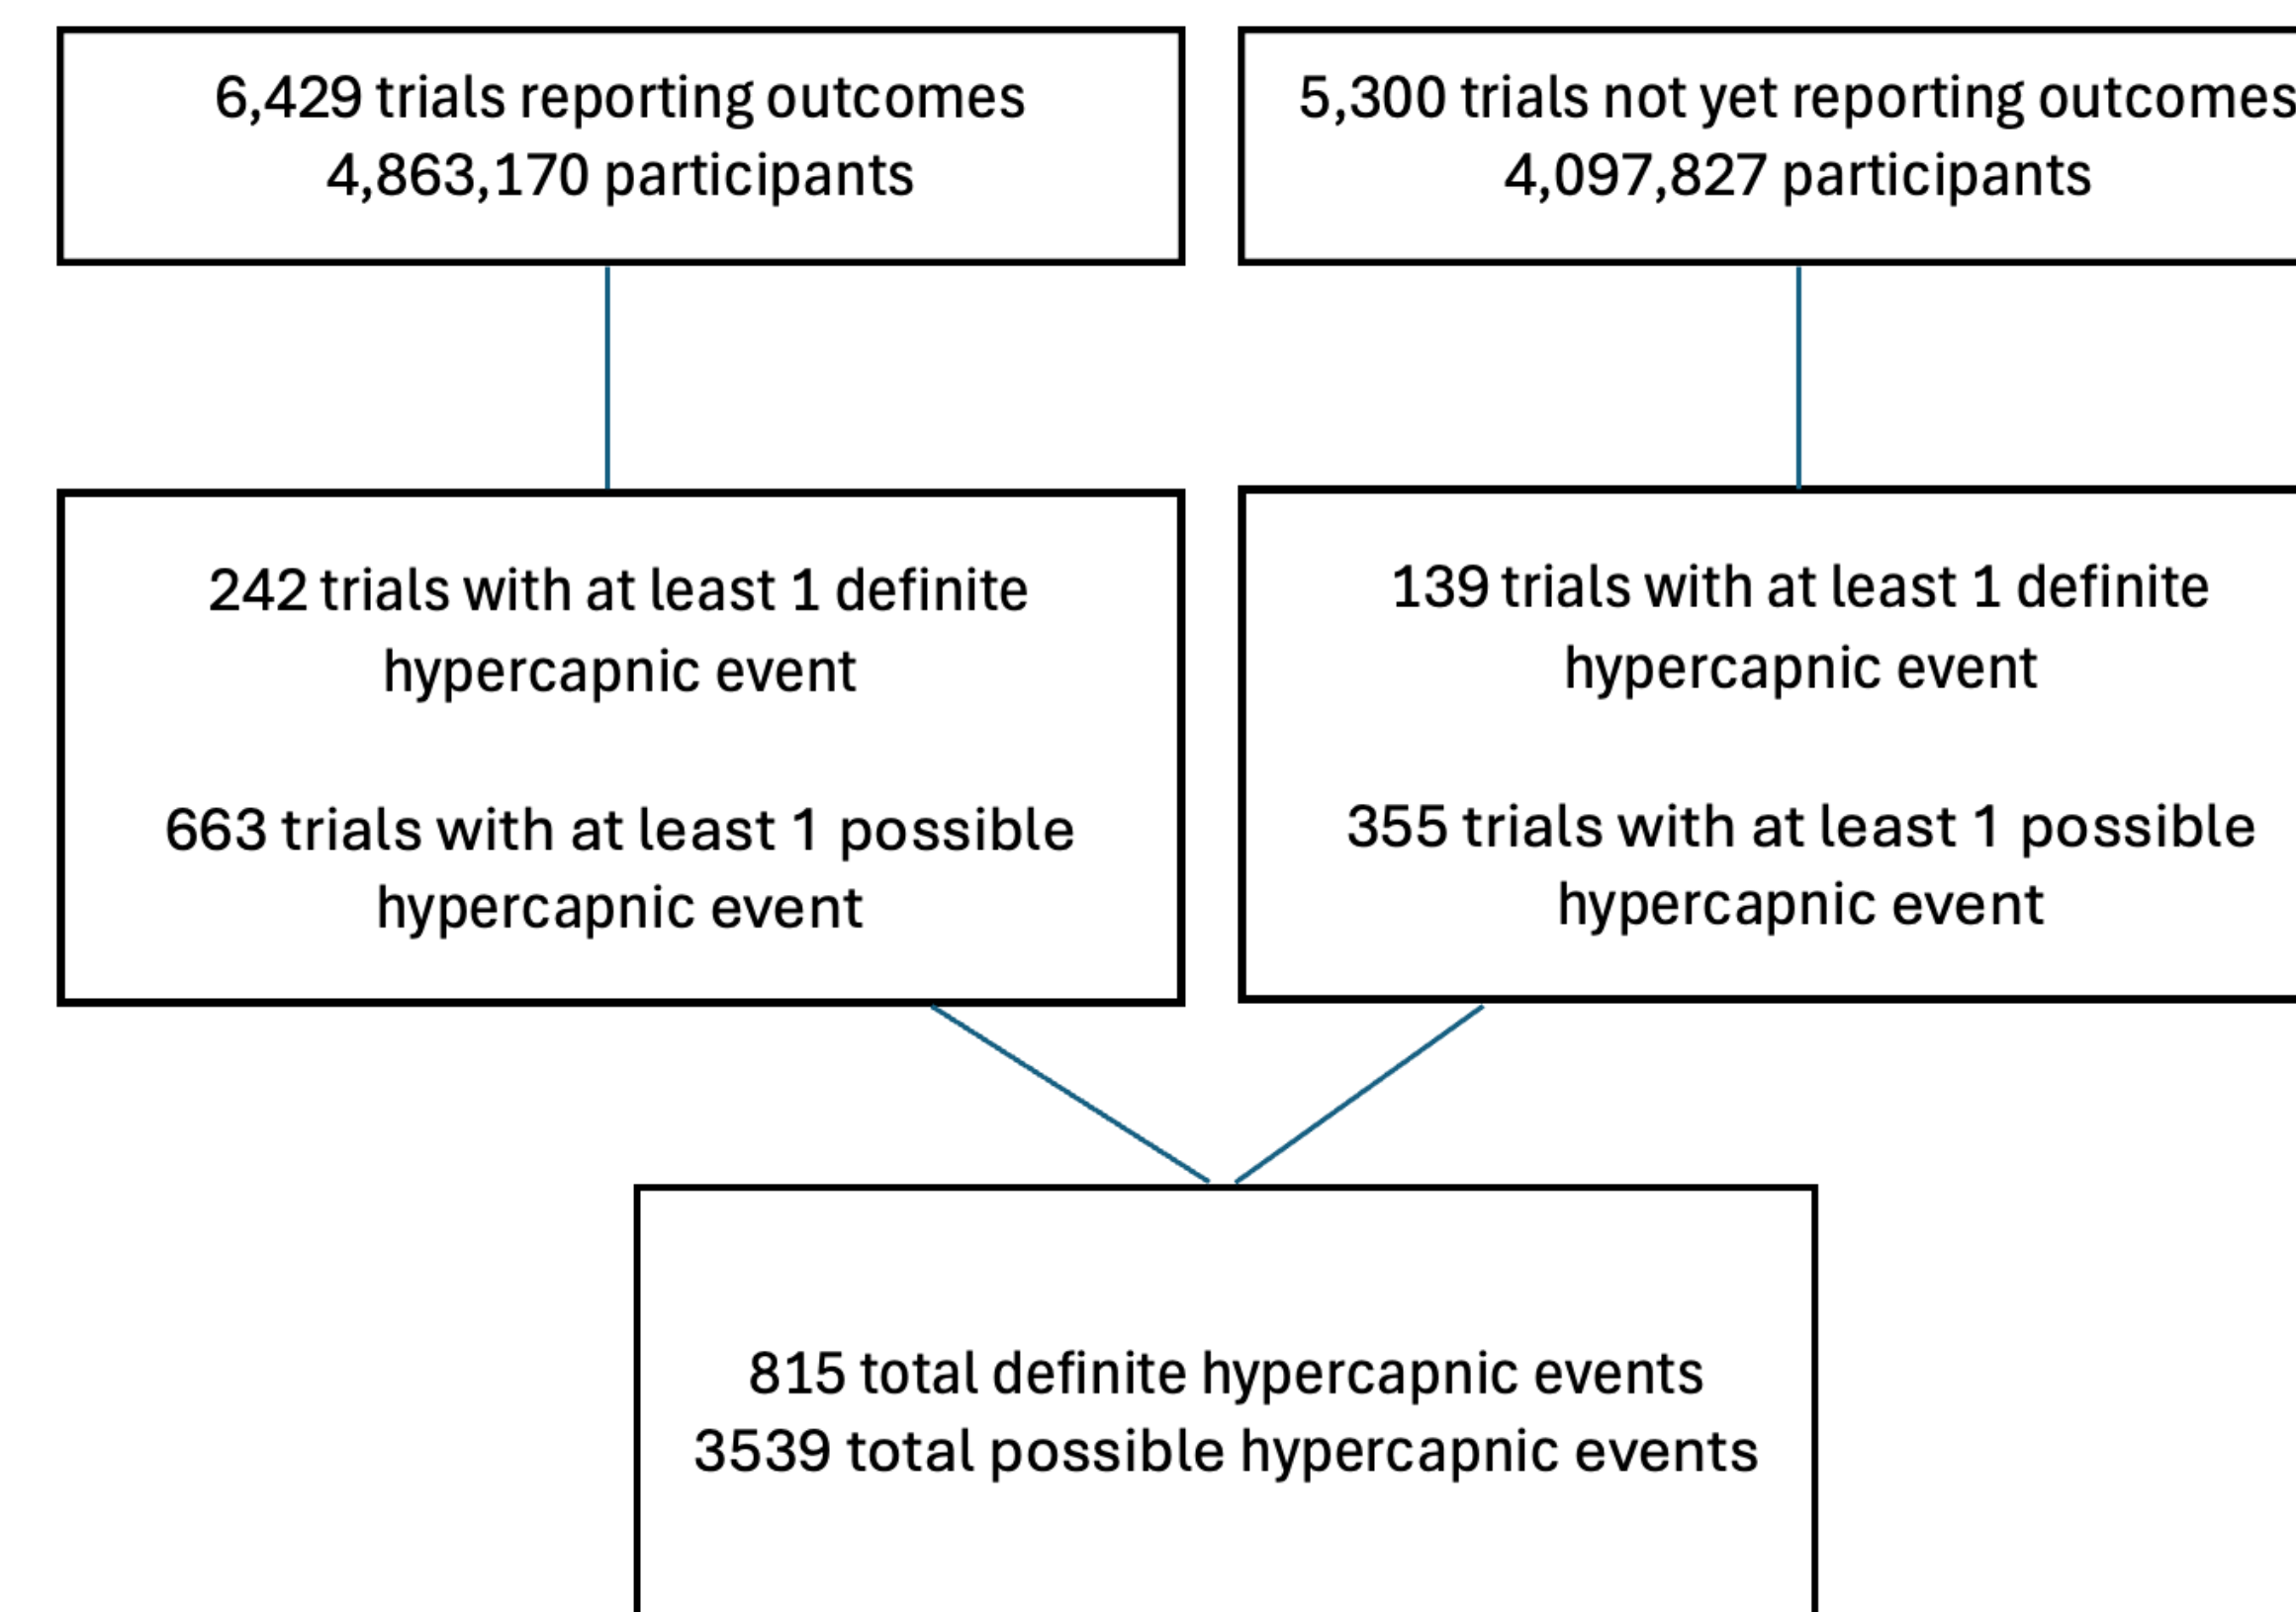 6,429 trials reporting outcomes
4,863,170 participants
5,300 trials not yet reporting outcomes
4,097,827 participants
242 trials with at least 1 definite
hypercapnic event
663 trials with at least 1 possible
hypercapnic event
139 trials with at least 1 definite
hypercapnic event
355 trials with at least 1 possible
hypercapnic event
815 total definite hypercapnic events
3539 total possible hypercapnic events